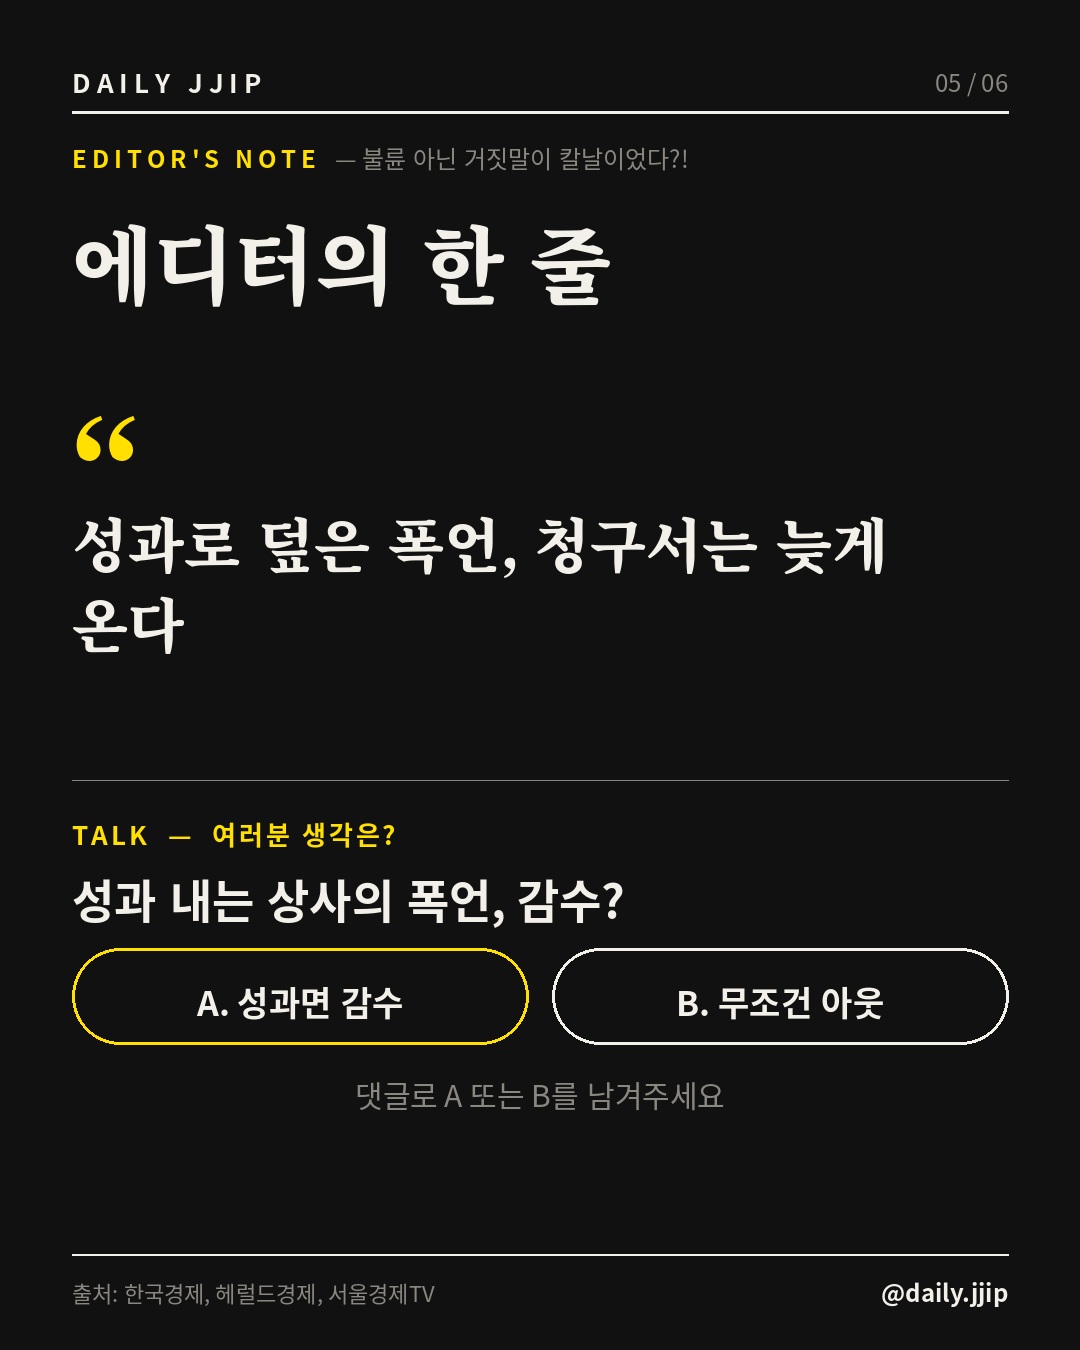 DAILY JJIP
05 / 06
EDITOR'S NOTE — 불륜 아닌 거짓말이 칼날이었다?!
에디터의 한 줄
“
성과로 덮은 폭언, 청구서는 늦게
온다
TALK — 여러분 생각은?
성과 내는 상사의 폭언, 감수?
A. 성과면 감수
B. 무조건 아웃
댓글로 A 또는 B를 남겨주세요
출처: 한국경제, 헤럴드경제, 서울경제TV
@daily.jjip